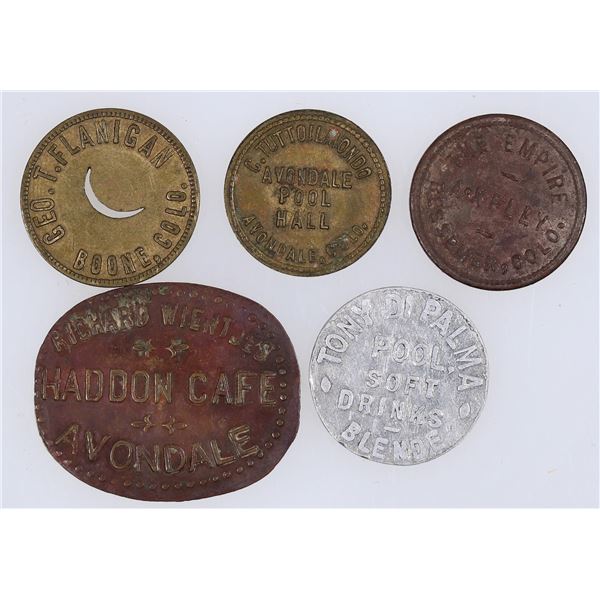 GEO. T. FLANIGAN
BOONE, COLO.
C. TUTTOILMONDO
AVONDALE
POOL
HALL
AVONDALE, COLO.
THE EMPIRE
BESSEMER, COLO.
RICHARD WIENTJES
HADDON CAFE
AVONDALE
TONY DI PALMA
POOL
SOFT
DRINKS
BLENDE